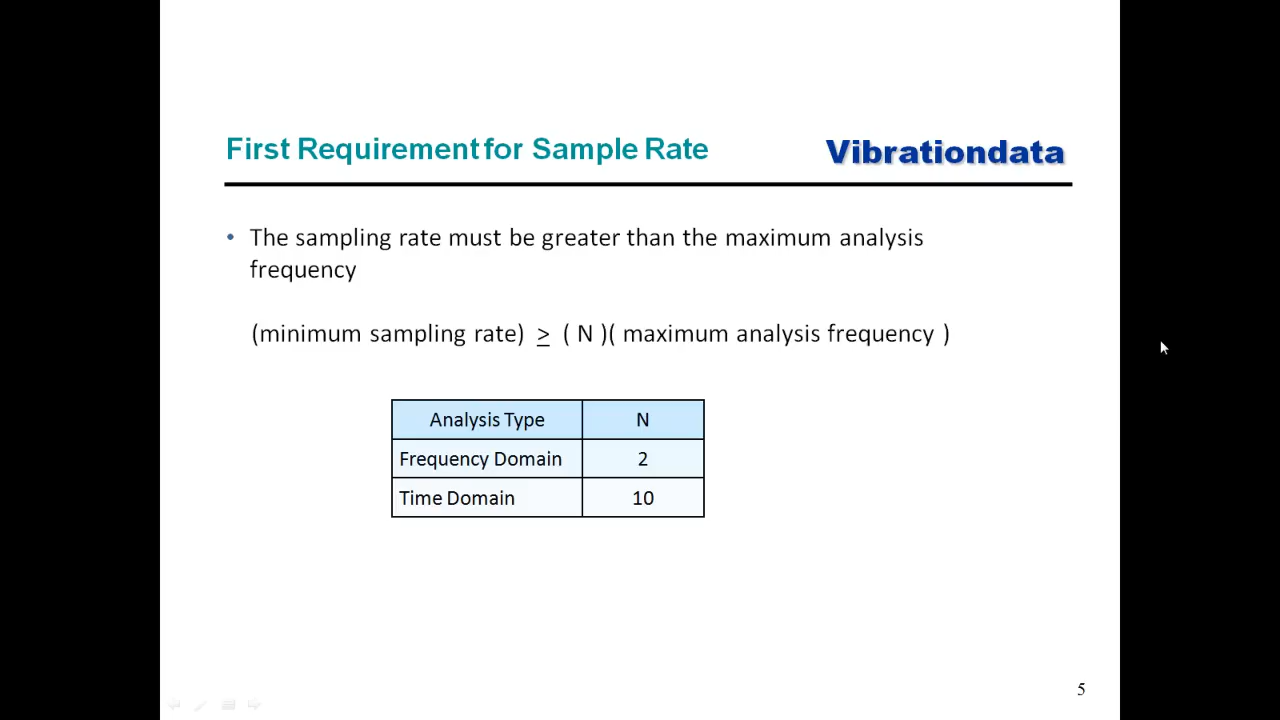 First Requirement for Sample Rate
Vibrationdata
• The sampling rate must be greater than the maximum analysis
frequency
(minimum sampling rate) ≥ ( N )( maximum analysis frequency )
Analysis Type N
Frequency Domain 2
Time Domain 10
5